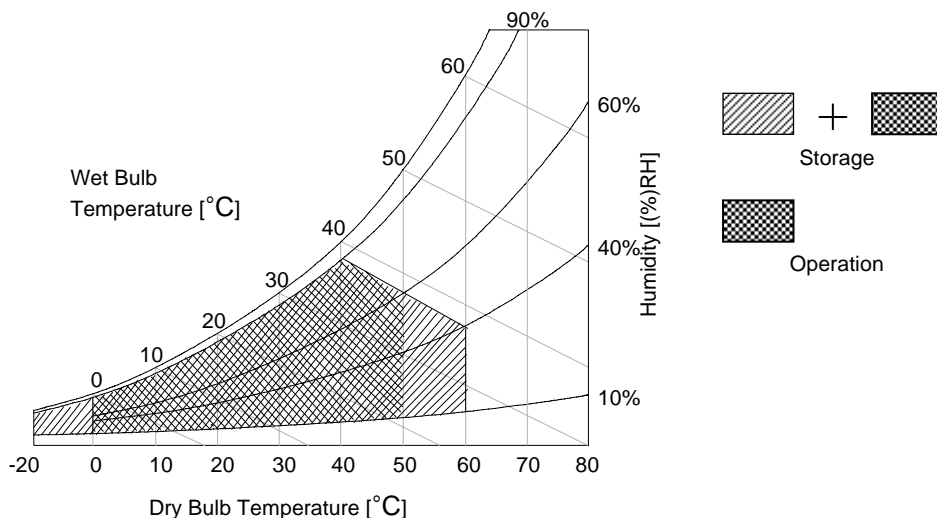 90%
60
60%
50
Wet Bulb
Temperature [°C]
40
40%
30
20
10
0
10%
Humidity [(%)RH]
-20 0 10 20 30 40 50 60 70 80
Dry Bulb Temperature [°C]
+
Storage
Operation